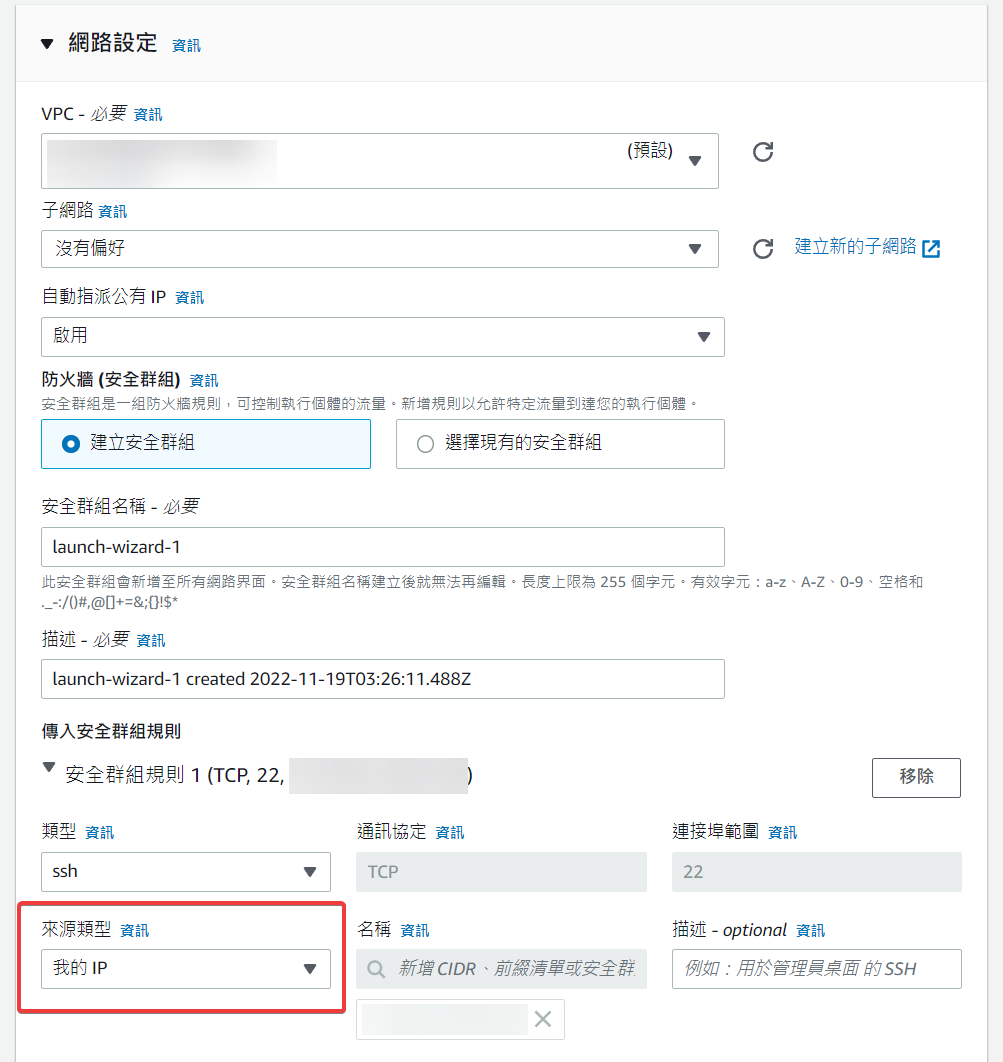 網路設定 資訊
VPC - 必要 資訊
(預設)
子網路 資訊
沒有偏好
建立新的子網路
自動指派公有 IP 資訊
啟用
防火牆 (安全群組) 資訊
安全群組是一組防火牆規則，可控制執行個體的流量。新增規則以允許特定流量到達您的執行個體。
建立安全群組
選擇現有的安全群組
安全群組名稱 - 必要
launch-wizard-1
此安全群組會新增至所有網路界面。安全群組名稱建立後就無法再編輯。長度上限為 255 個字元。有效字元：a-z、A-Z、0-9、空格和
._-:/()#,@[]+=&;{}!$*
描述 - 必要 資訊
launch-wizard-1 created 2022-11-19T03:26:11.488Z
傳入安全群組規則
安全群組規則 1 (TCP, 22, )
移除
類型 資訊
通訊協定 資訊
連接埠範圍 資訊
ssh
TCP
22
來源類型 資訊
名稱 資訊
描述 - optional 資訊
我的 IP
新增 CIDR、前綴清單或安全群
例如：用於管理員桌面 的 SSH